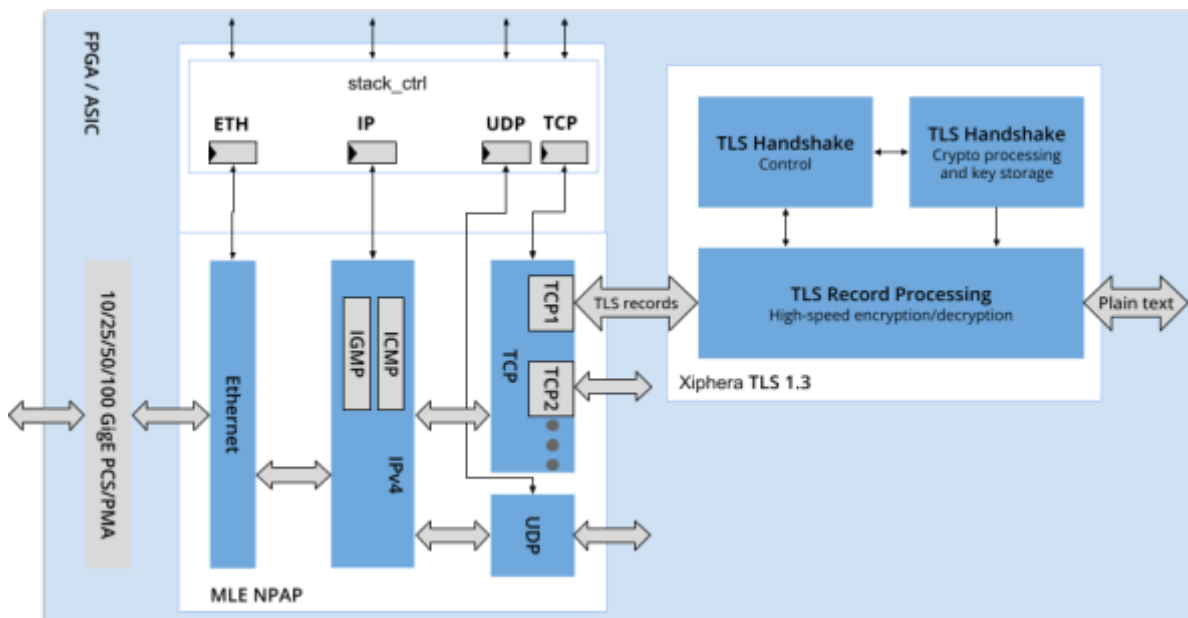 FPGA / ASIC
stack_ctrl
ETH
IP
UDP
TCP
TLS Handshake
Control
TLS Handshake
Crypto processing
and key storage
10/25/50/100 GigE PCS/PMA
Ethernet
IGMP
ICMP
IPv4
TCP1
TCP
TCP2
UDP
TLS records
TLS Record Processing
High-speed encryption/decryption
Plain text
Xiphera TLS 1.3
MLE NPAP